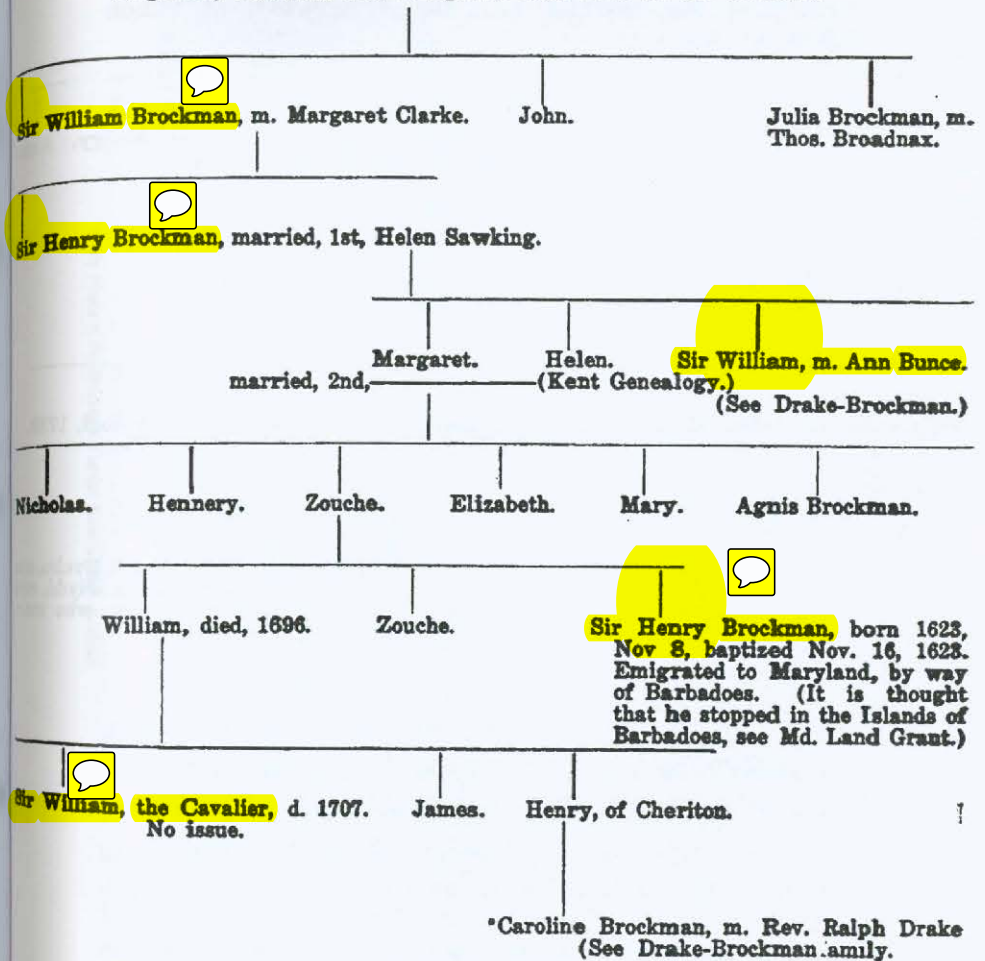 Sir William Brockman, m. Margaret Clarke. John. Julia Brockman, m.
Thos. Broadnax.
Sir Henry Brockman, married, 1st, Helen Sawking.
Margaret. Helen. Sir William, m. Ann Bunce.
married, 2nd, (Kent Genealogy.)
(See Drake-Brockman.)
Nicholas. Hennery. Zouche. Elizabeth. Mary. Agnis Brockman.
William, died, 1696. Zouche. Sir Henry Brockman, born 1623,
Nov 8, baptized Nov. 16, 1623.
Emigrated to Maryland, by way
of Barbadoes. (It is thought
that he stopped in the Islands of
Barbadoes, see Md. Land Grant.)
Sir William, the Cavalier, d. 1707. James. Henry, of Cheriton.
No issue.
*Caroline Brockman, m. Rev. Ralph Drake
(See Drake-Brockman amily.